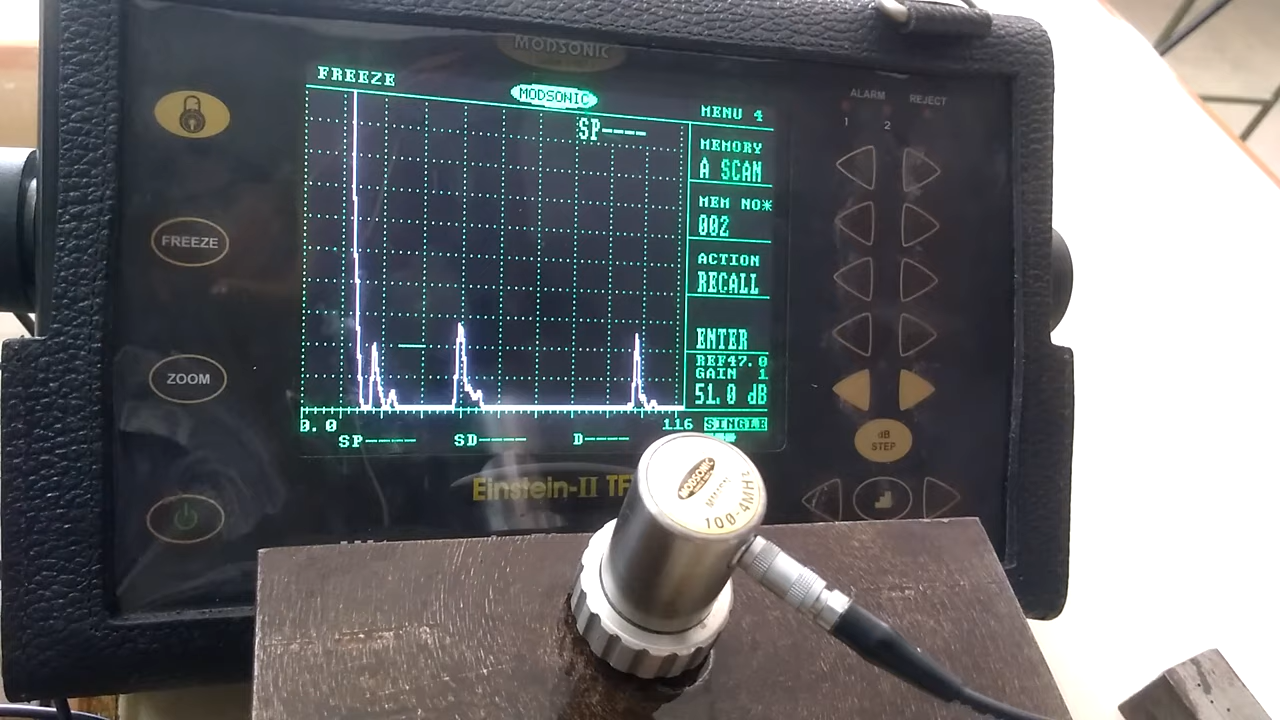 MODSONIC
FREEZE
MODSONIC
MENU 4
SP----
MEMORY
A SCAN
MEM NO*
002
ACTION
RECALL
ENTER
REF47.0
GAIN 1
51.0 dB
0.0
116
SINGLE
SP----
SD----
D----
Einstein-II TF
FREEZE
ZOOM
ALARM
REJECT
1
2
dB
STEP
MODSONIC
100-4MHz